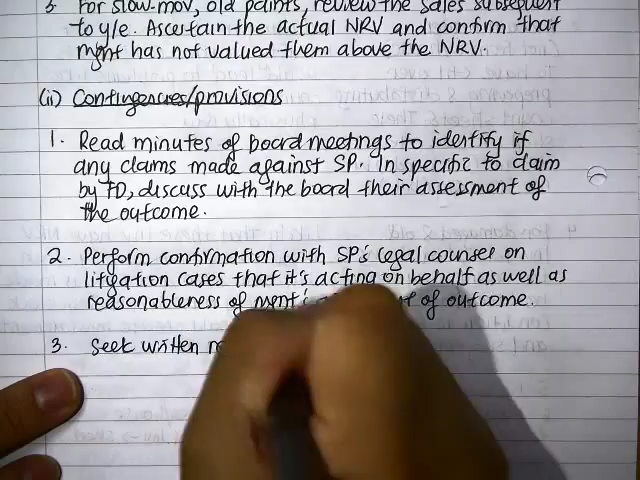 5. For slow-mov, old paints, review the sales subsequent
to y/e. Ascertain the actual NRV and confirm that
mgnt has not valued them above the NRV.
(ii) Contingencies/provisions
1. Read minutes of board meetings to identify if
any claims made against SP. In specific to claim
by FD, discuss with the board their assessment of
the outcome.
2. Perform confirmation with SP's legal counsel on
litigation cases that it's acting on behalf as well as
reasonableness of mgnt's of outcome.
3. Seek written